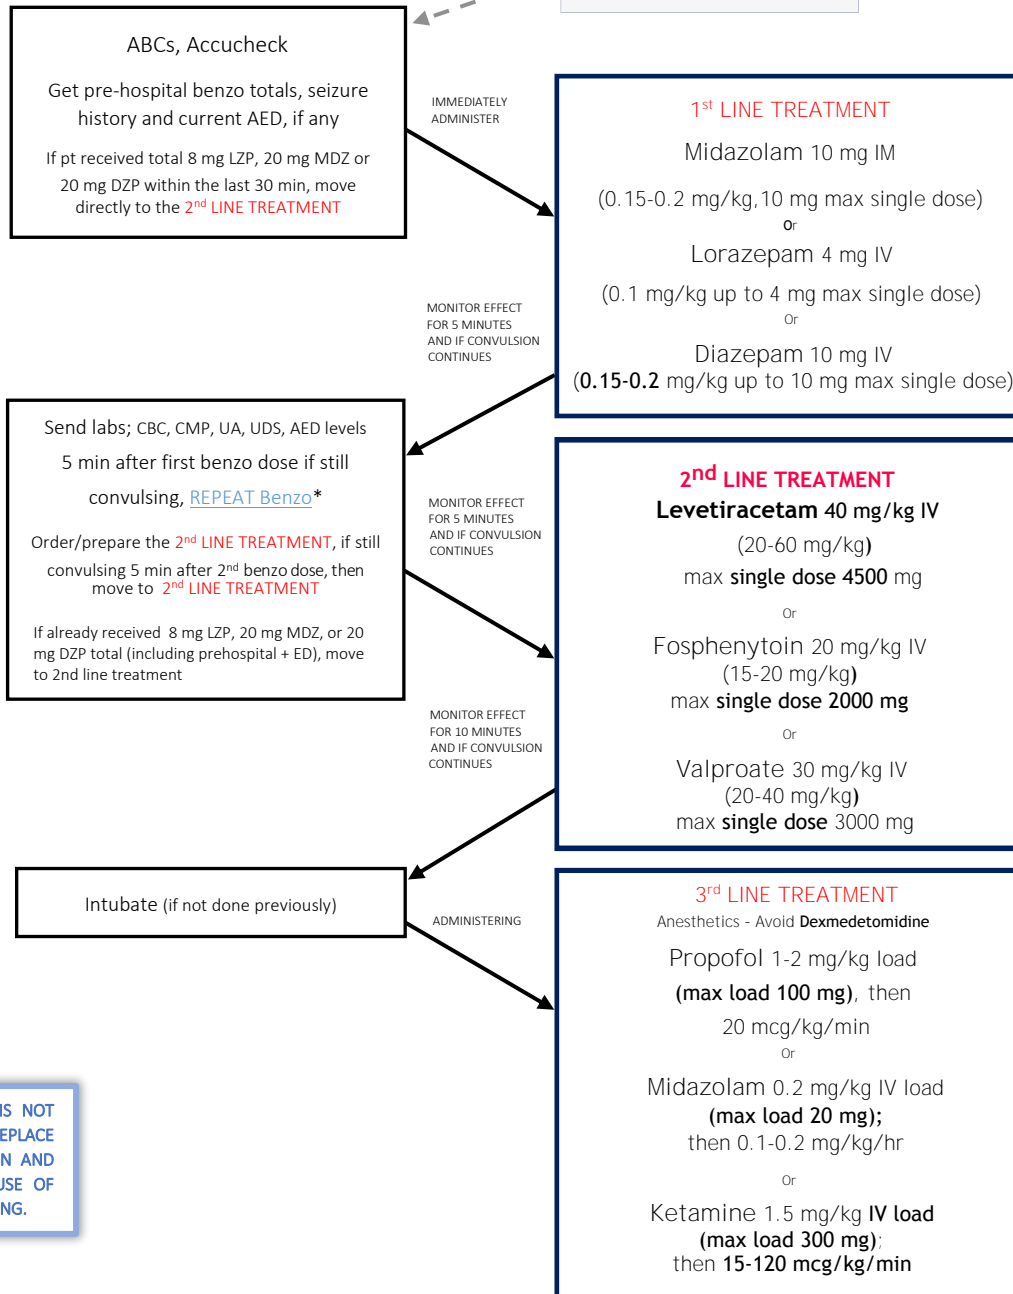 ABCs, Accucheck
Get pre-hospital benzo totals, seizure
history and current AED, if any
If pt received total 8 mg LZP, 20 mg MDZ or
20 mg DZP within the last 30 min, move
directly to the 2nd LINE TREATMENT
IMMEDIATELY
ADMINISTER
1st LINE TREATMENT
Midazolam 10 mg IM
(0.15-0.2 mg/kg,10 mg max single dose)
or
Lorazepam 4 mg IV
(0.1 mg/kg up to 4 mg max single dose)
Or
Diazepam 10 mg IV
(0.15-0.2 mg/kg up to 10 mg max single dose)
MONITOR EFFECT
FOR 5 MINUTES
AND IF CONVULSION
CONTINUES
Send labs; CBC, CMP, UA, UDS, AED levels
5 min after first benzo dose if still
convulsing, REPEAT Benzo*
Order/prepare the 2nd LINE TREATMENT, if still
convulsing 5 min after 2nd benzo dose, then
move to 2nd LINE TREATMENT
If already received 8 mg LZP, 20 mg MDZ, or 20
mg DZP total (including prehospital + ED), move
to 2nd line treatment
MONITOR EFFECT
FOR 5 MINUTES
AND IF CONVULSION
CONTINUES
2nd LINE TREATMENT
Levetiracetam 40 mg/kg IV
(20-60 mg/kg)
max single dose 4500 mg
Or
Fosphenytoin 20 mg/kg IV
(15-20 mg/kg)
max single dose 2000 mg
Or
Valproate 30 mg/kg IV
(20-40 mg/kg)
max single dose 3000 mg
MONITOR EFFECT
FOR 10 MINUTES
AND IF CONVULSION
CONTINUES
Intubate (if not done previously)
ADMINISTERING
3rd LINE TREATMENT
Anesthetics - Avoid Dexmedetomidine
Propofol 1-2 mg/kg load
(max load 100 mg), then
20 mcg/kg/min
Or
Midazolam 0.2 mg/kg IV load
(max load 20 mg);
then 0.1-0.2 mg/kg/hr
Or
Ketamine 1.5 mg/kg IV load
(max load 300 mg);
then 15-120 mcg/kg/min
IS NOT
EPLACE
N AND
USE OF
NG.